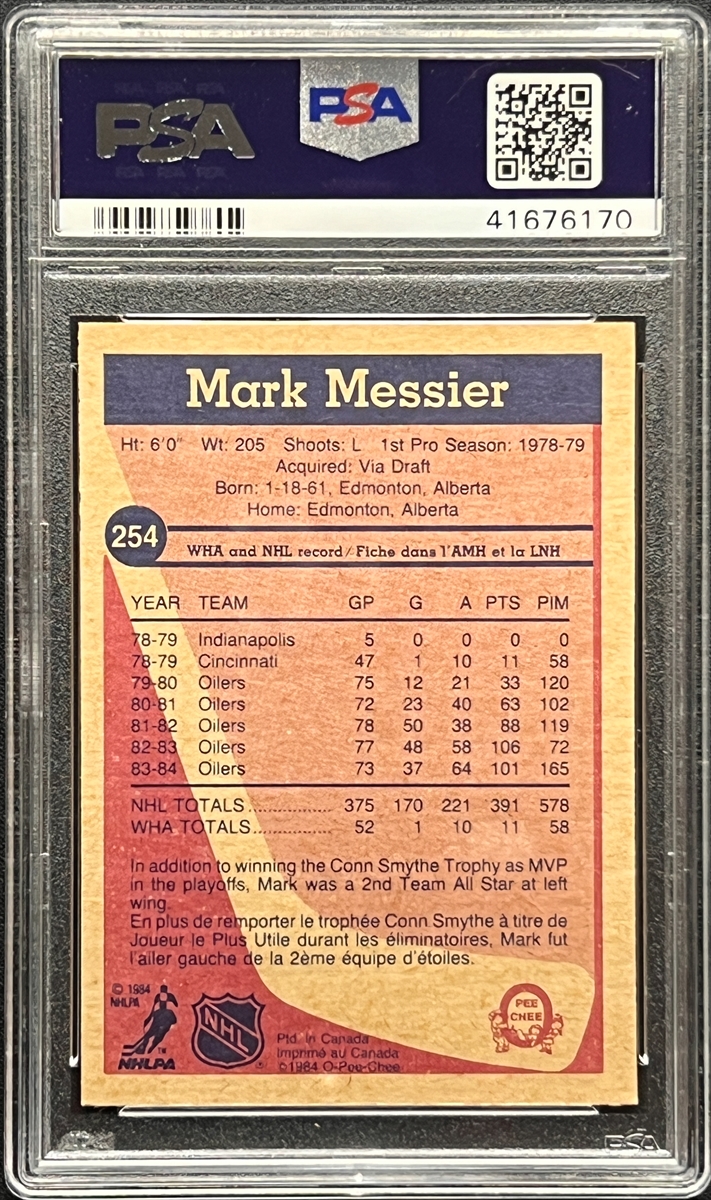 PSA
PSA
41676170
Mark Messier
Ht: 6'0" Wt: 205 Shoots: L 1st Pro Season: 1978-79
Acquired: Via Draft
Born: 1-18-61, Edmonton, Alberta
Home: Edmonton, Alberta
254
WHA and NHL record/Fiche dans l'AMH et la LNH
YEAR TEAM GP G A PTS PIM
78-79 Indianapolis 5 0 0 0 0
78-79 Cincinnati 47 1 10 11 58
79-80 Oilers 75 12 21 33 120
80-81 Oilers 72 23 40 63 102
81-82 Oilers 78 50 38 88 119
82-83 Oilers 77 48 58 106 72
83-84 Oilers 73 37 64 101 165
NHL TOTALS................ 375 170 221 391 578
WHA TOTALS............... 52 1 10 11 58
In addition to winning the Conn Smythe Trophy as MVP
in the playoffs, Mark was a 2nd Team All Star at left
wing.
En plus de remporter le trophée Conn Smythe à titre de
Joueur le Plus Utile durant les éliminatoires, Mark fut
l'ailer gauche de la 2ème équipe d'étoiles.
© 1984
NHLPA
NHLPA
TM
NHL
®
Ptd. in Canada
Imprimé au Canada
©1984 O-Pee-Chee
PEE
CHEE
PSA